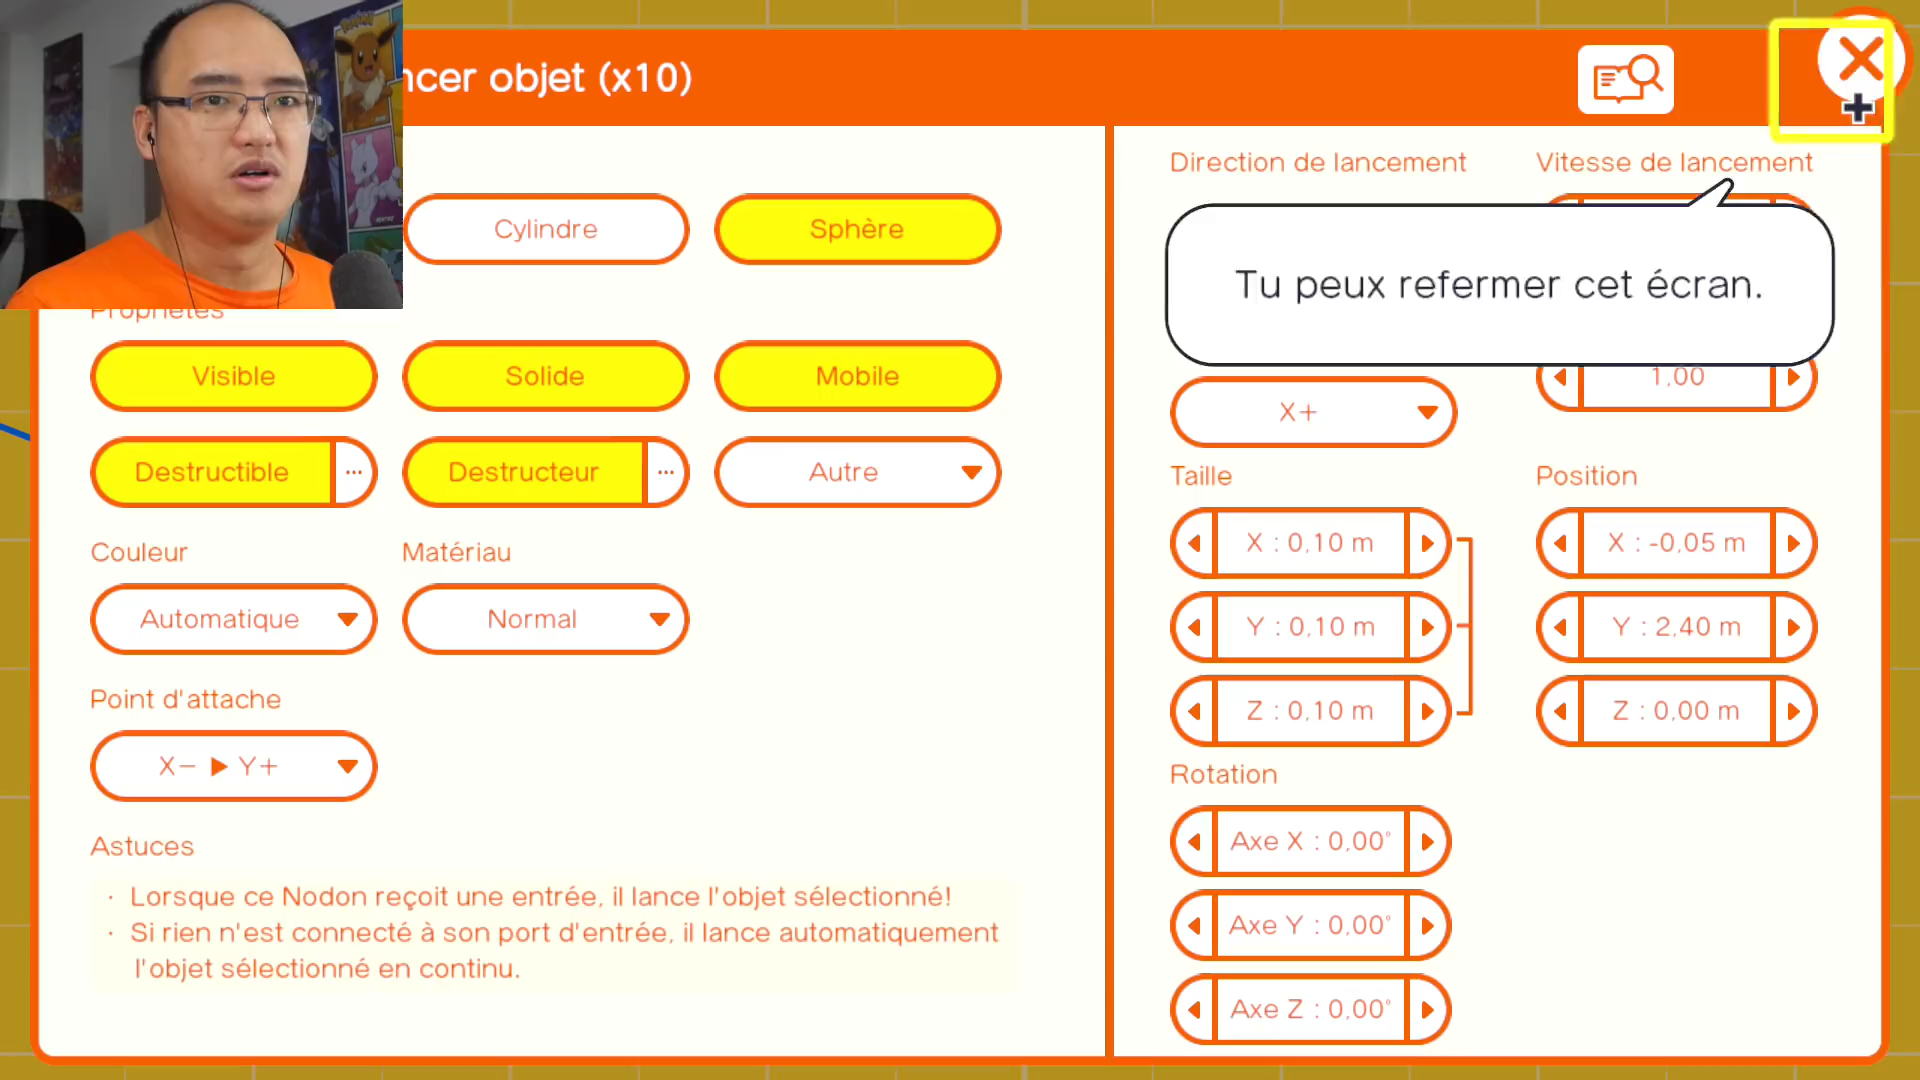 ncer objet (x10)
Cylindre
Sphère
Propriétés
Visible
Solide
Mobile
Destructible
...
Destructeur
...
Autre
Couleur
Matériau
Automatique
Normal
Point d'attache
X- ▶ Y+
Astuces
· Lorsque ce Nodon reçoit une entrée, il lance l'objet sélectionné!
· Si rien n'est connecté à son port d'entrée, il lance automatiquement
l'objet sélectionné en continu.
Direction de lancement
Vitesse de lancement
Tu peux refermer cet écran.
1,00
X+
Taille
Position
X : 0,10 m
X : -0,05 m
Y : 0,10 m
Y : 2,40 m
Z : 0,10 m
Z : 0,00 m
Rotation
Axe X : 0,00°
Axe Y : 0,00°
Axe Z : 0,00°